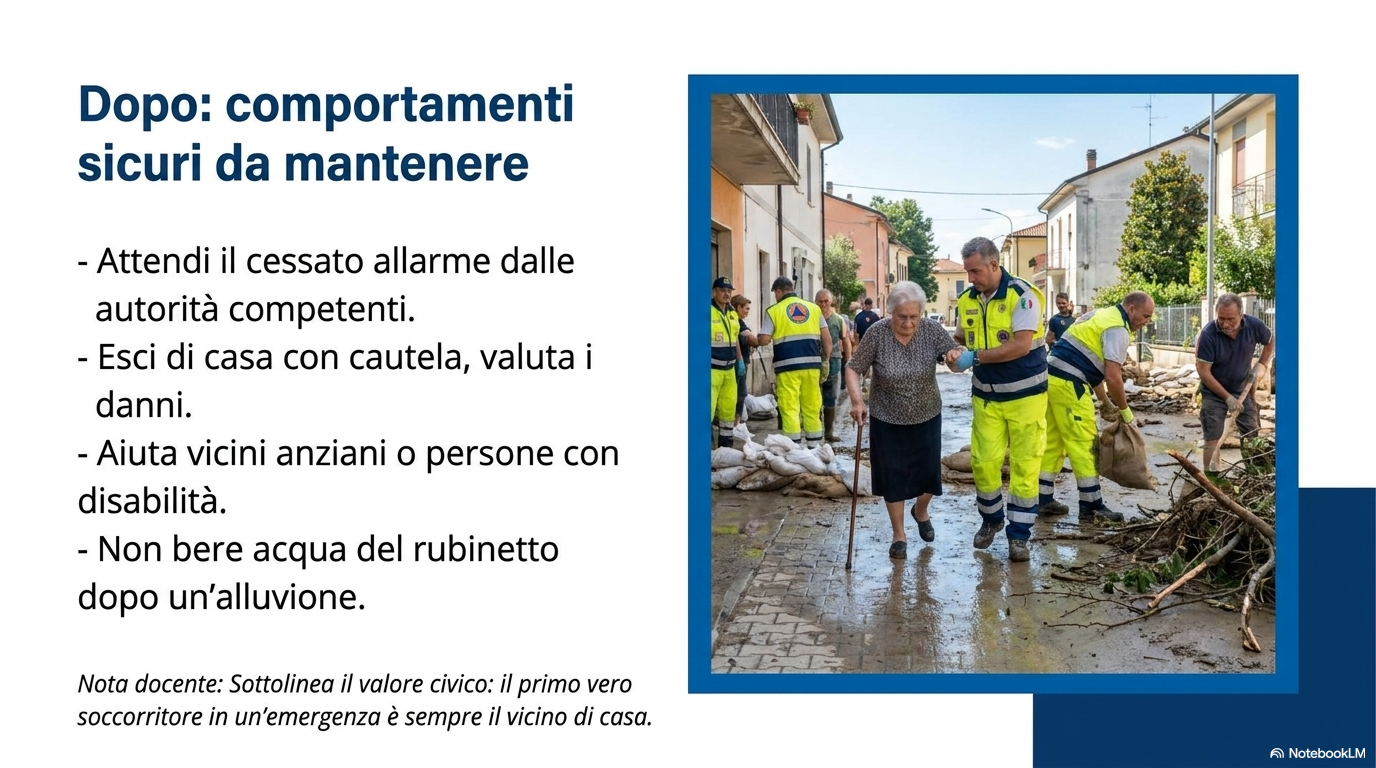 Dopo: comportamenti
sicuri da mantenere
- Attendi il cessato allarme dalle
autorità competenti.
- Esci di casa con cautela, valuta i
danni.
- Aiuta vicini anziani o persone con
disabilità.
- Non bere acqua del rubinetto
dopo un’alluvione.
Nota docente: Sottolinea il valore civico: il primo vero
soccorritore in un’emergenza è sempre il vicino di casa.
NotebookLM